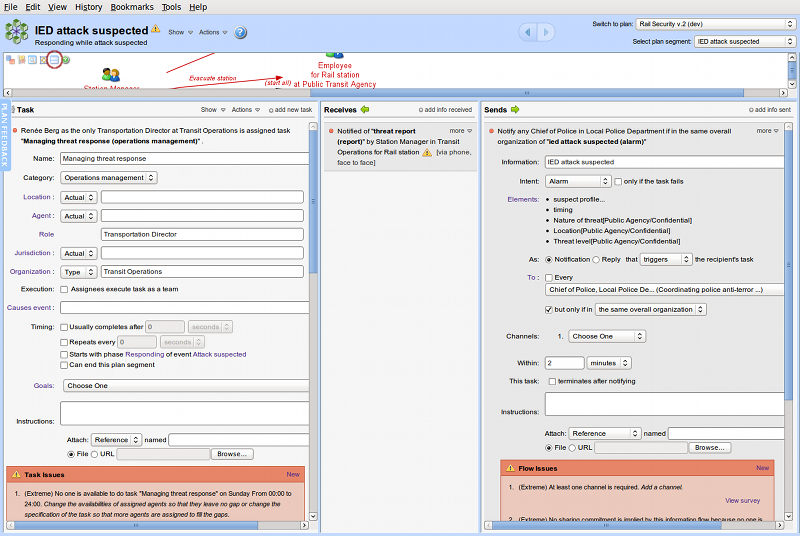 File Edit View History Bookmarks Tools Help
IED attack suspected
Show Actions ?
Responding while attack suspected
Switch to plan: Rail Security v.2 (dev)
Select plan segment: IED attack suspected
Evacuate station
(start all)
Station Manager
Employee
for Rail station
at Public Transit Agency
PLAN FEEDBACK
Task Show Actions add new task
Renée Berg as the only Transportation Director at Transit Operations is assigned task
"Managing threat response (operations management)" .
Name: Managing threat response
Category: Operations management
Location : Actual
Agent : Actual
Role Transportation Director
Jurisdiction : Actual
Organization : Type Transit Operations
Execution: Assignees execute task as a team
Causes event :
Timing: Usually completes after 0 seconds
Repeats every 0 seconds
Starts with phase Responding of event Attack suspected
Can end this plan segment
Goals: Choose One
Instructions:
Attach: Reference named
File URL Browse...
Task Issues New
1. (Extreme) No one is available to do task "Managing threat response" on Sunday From 00:00 to
24:00. Change the availabilities of assigned agents so that they leave no gap or change the
specification of the task so that more agents are assigned to fill the gaps.
Receives add info received
Notified of "threat report more
(report)" by Station Manager in Transit
Operations for Rail station [via phone,
face to face]
Sends add info sent
Notify any Chief of Police in Local Police Department if in the same overall more
organization of "ied attack suspected (alarm)"
Information: IED attack suspected
Intent: Alarm only if the task fails
Elements: • suspect profile...
• timing
• Nature of threat[Public Agency/Confidential]
• Location[Public Agency/Confidential]
• Threat level[Public Agency/Confidential]
As: Notification Reply that triggers the recipient's task
To : Every
Chief of Police, Local Police De... (Coordinating police anti-terror ...)
but only if in the same overall organization
Channels: 1. Choose One
Within: 2 minutes
This task: terminates after notifying
Instructions:
Attach: Reference named
File URL Browse...
Flow Issues New
1. (Extreme) At least one channel is required. Add a channel.
View survey
2. (Extreme) No sharing commitment is implied by this information flow because no one is